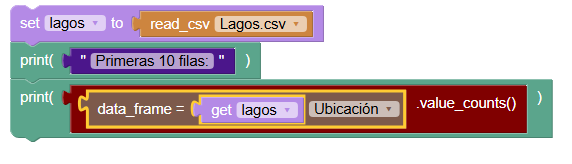 set lagos to read_csv Lagos.csv
print( " Primeras 10 filas: " )
print( data_frame = get lagos Ubicación .value_counts() )